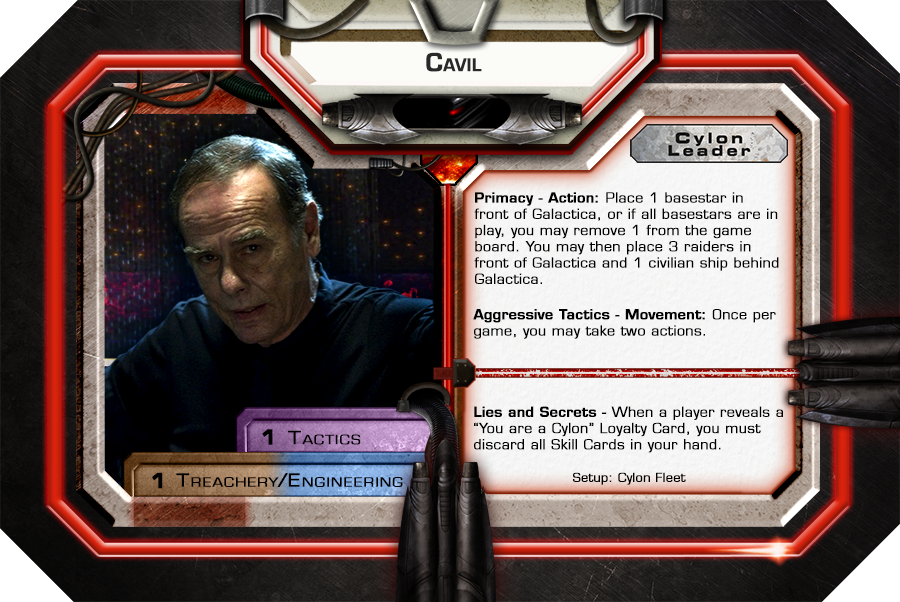 Cavil
Cylon
Leader
Primacy - Action: Place 1 basestar in
front of Galactica, or if all basestars are in
play, you may remove 1 from the game
board. You may then place 3 raiders in
front of Galactica and 1 civilian ship behind
Galactica.
Aggressive Tactics - Movement: Once per
game, you may take two actions.
Lies and Secrets - When a player reveals a
"You are a Cylon" Loyalty Card, you must
discard all Skill Cards in your hand.
Setup: Cylon Fleet
1 Tactics
1 Treachery/Engineering